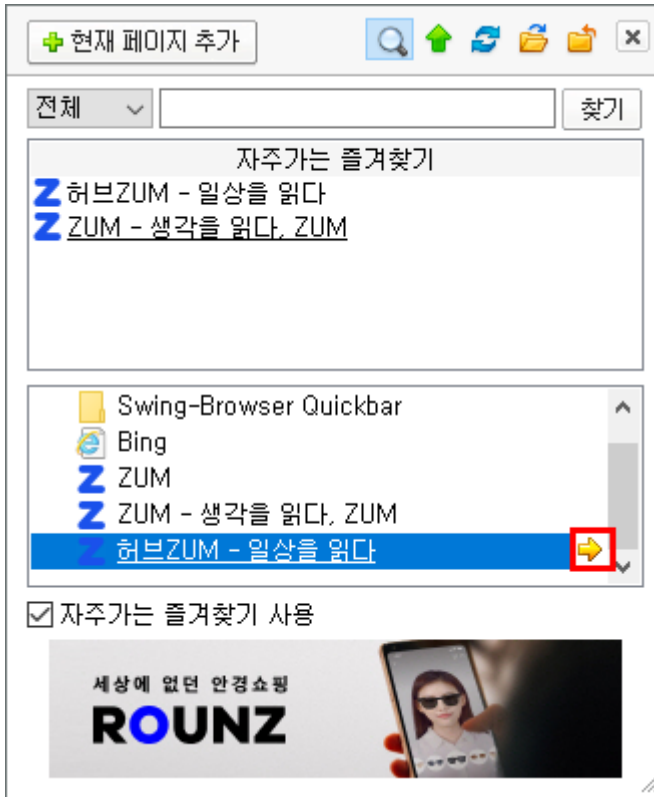 현재 페이지 추가
전체
찾기
자주가는 즐겨찾기
허브ZUM - 일상을 읽다
ZUM - 생각을 읽다, ZUM
Swing-Browser Quickbar
Bing
ZUM
ZUM - 생각을 읽다, ZUM
허브ZUM - 일상을 읽다
자주가는 즐겨찾기 사용
세상에 없던 안경쇼핑
ROUNZ